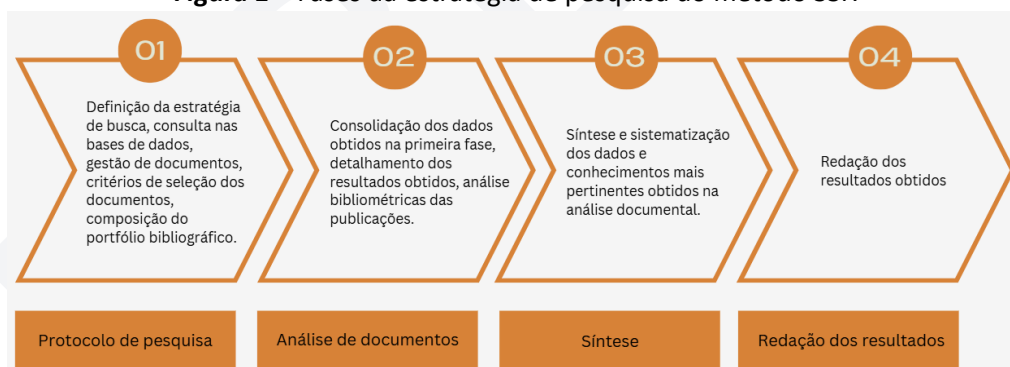 01
Definição da estratégia
de busca, consulta nas
bases de dados,
gestão de documentos,
critérios de seleção dos
documentos,
composição do
portfólio bibliográfico.
02
Consolidação dos dados
obtidos na primeira fase,
detalhamento dos
resultados obtidos, análise
bibliométricas das
publicações.
03
Síntese e sistematização
dos dados e
conhecimentos mais
pertinentes obtidos na
análise documental.
04
Redação dos
resultados obtidos
Protocolo de pesquisa
Análise de documentos
Síntese
Redação dos resultados